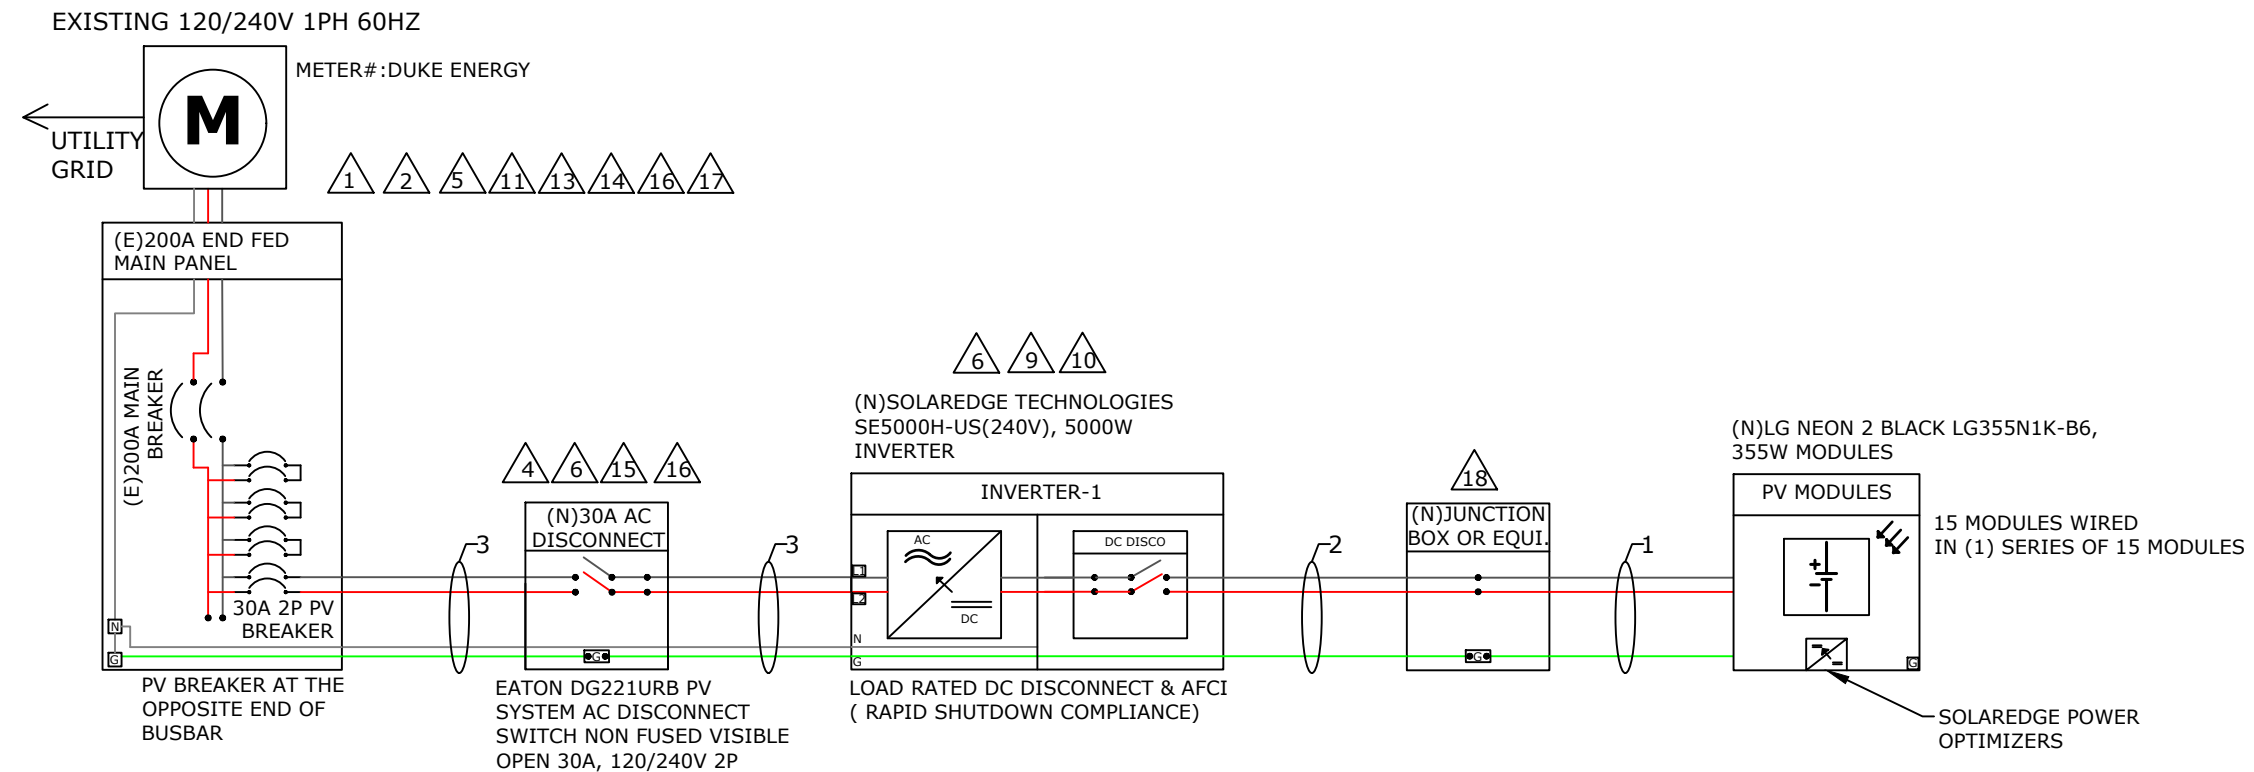 EXISTING 120/240V 1PH 60HZ
METER#:DUKE ENERGY
M
UTILITY
GRID
1 2 5 11 13 14 16 17
(E)200A END FED
MAIN PANEL
(E)200A MAIN
BREAKER
30A 2P PV
BREAKER
N
G
PV BREAKER AT THE
OPPOSITE END OF
BUSBAR
3
4 6 15 16
(N)30A AC
DISCONNECT
G
EATON DG221URB PV
SYSTEM AC DISCONNECT
SWITCH NON FUSED VISIBLE
OPEN 30A, 120/240V 2P
3
6 9 10
(N)SOLAREDGE TECHNOLOGIES
SE5000H-US(240V), 5000W
INVERTER
INVERTER-1
AC
DC
DC DISCO
L1
L2
N
G
LOAD RATED DC DISCONNECT & AFCI
( RAPID SHUTDOWN COMPLIANCE)
2
18
(N)JUNCTION
BOX OR EQUI.
G
1
(N)LG NEON 2 BLACK LG355N1K-B6,
355W MODULES
PV MODULES
G
15 MODULES WIRED
IN (1) SERIES OF 15 MODULES
SOLAREDGE POWER
OPTIMIZERS